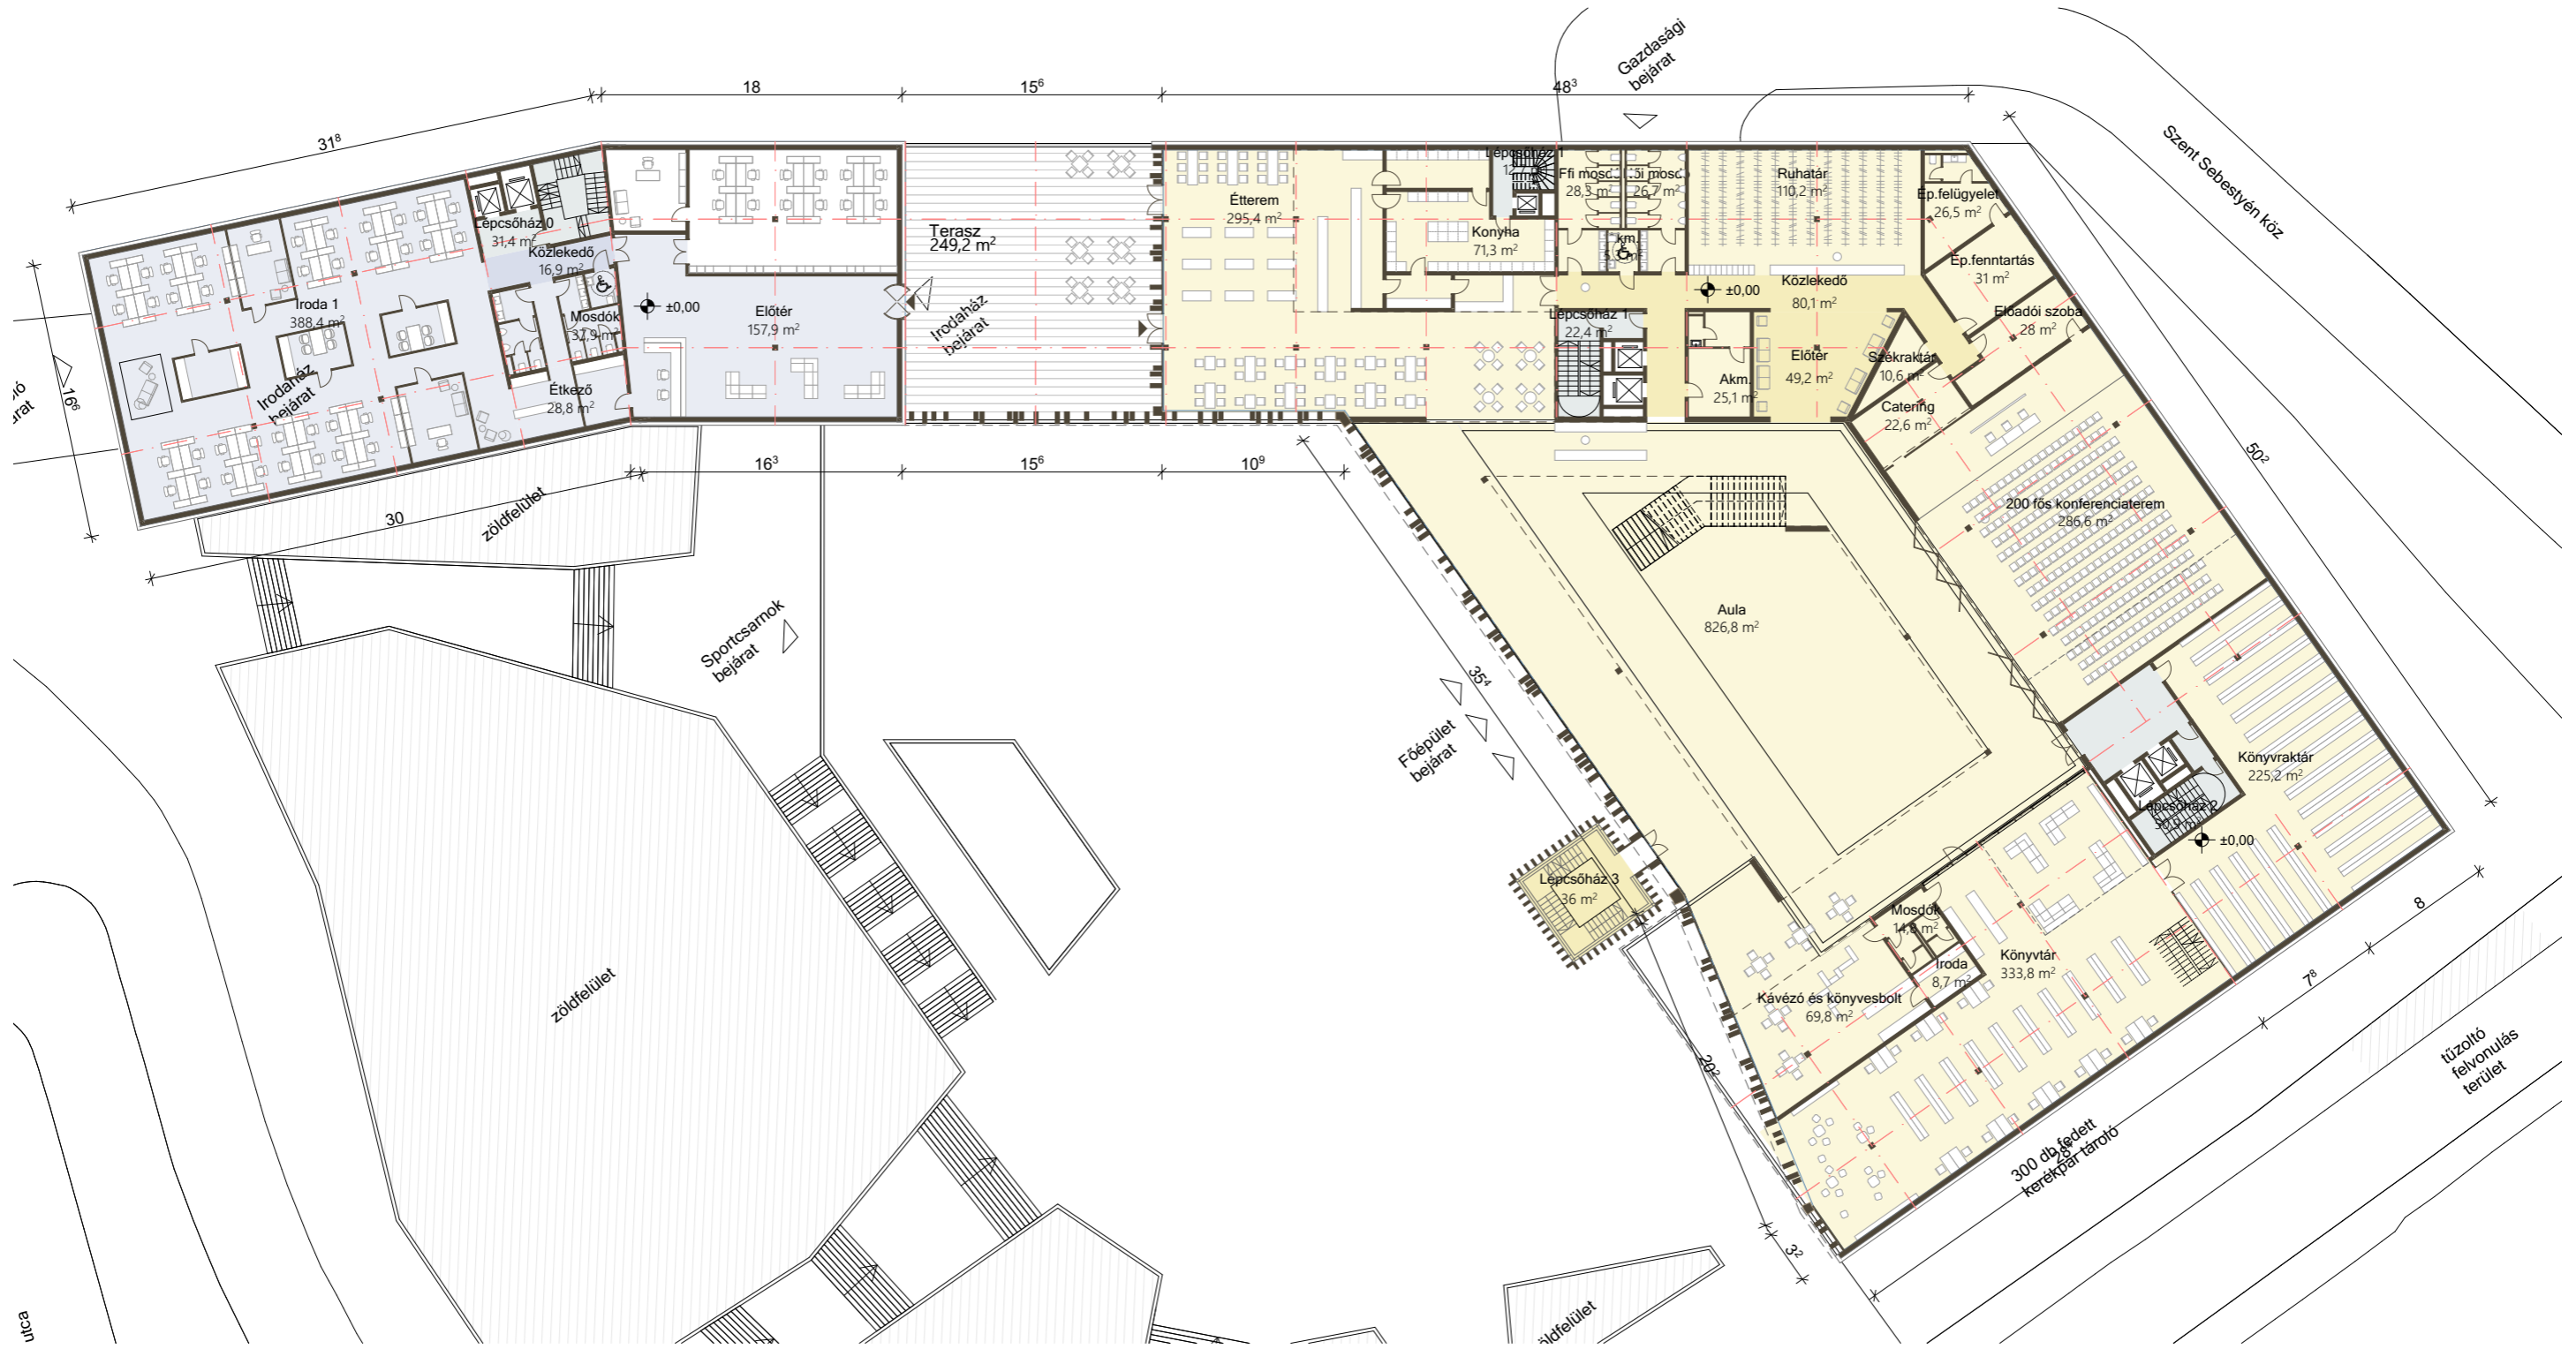 Gazdasági
bejárat
18
15⁶
48³
31⁸
Szent Sebestyén köz
Lépcsőház 0
31,4 m²
Közlekedő
16,9 m²
Iroda 1
388,4 m²
Mosdók
Étkező
28,8 m²
Irodaház
bejárat
16⁶
±0,00
Előtér
157,9 m²
Terasz
249,2 m²
Irodaház
bejárat
Étterem
295,4 m²
Konyha
71,3 m²
Ffi mosd
28,3 m²
26,7 m²
km.
Ruhatár
110,2 m²
Ép.felügyelet
26,5 m²
Ép.fenntartás
31 m²
Előadói szoba
28 m²
Közlekedő
80,1 m²
±0,00
Lépcsőház 1
22,4 m²
Akm.
25,1 m²
Előtér
49,2 m²
Székraktár
10,6 m²
Catering
22,6 m²
50²
16³
15⁶
10⁹
30
zöldfelület
200 fős konferenciaterem
286,6 m²
Aula
826,8 m²
Sportcsarnok
bejárat
35⁴
Főépület
bejárat
Könyvraktár
225,2 m²
Lépcsőház 2
±0,00
Lépcsőház 3
36 m²
Mosdók
Iroda
8,7 m²
Könyvtár
333,8 m²
Kávézó és könyvesbolt
69,8 m²
zöldfelület
8
7⁸
20²
3²
300 db fedett
kerékpár tároló
tűzoltó
felvonulás
terület
utca